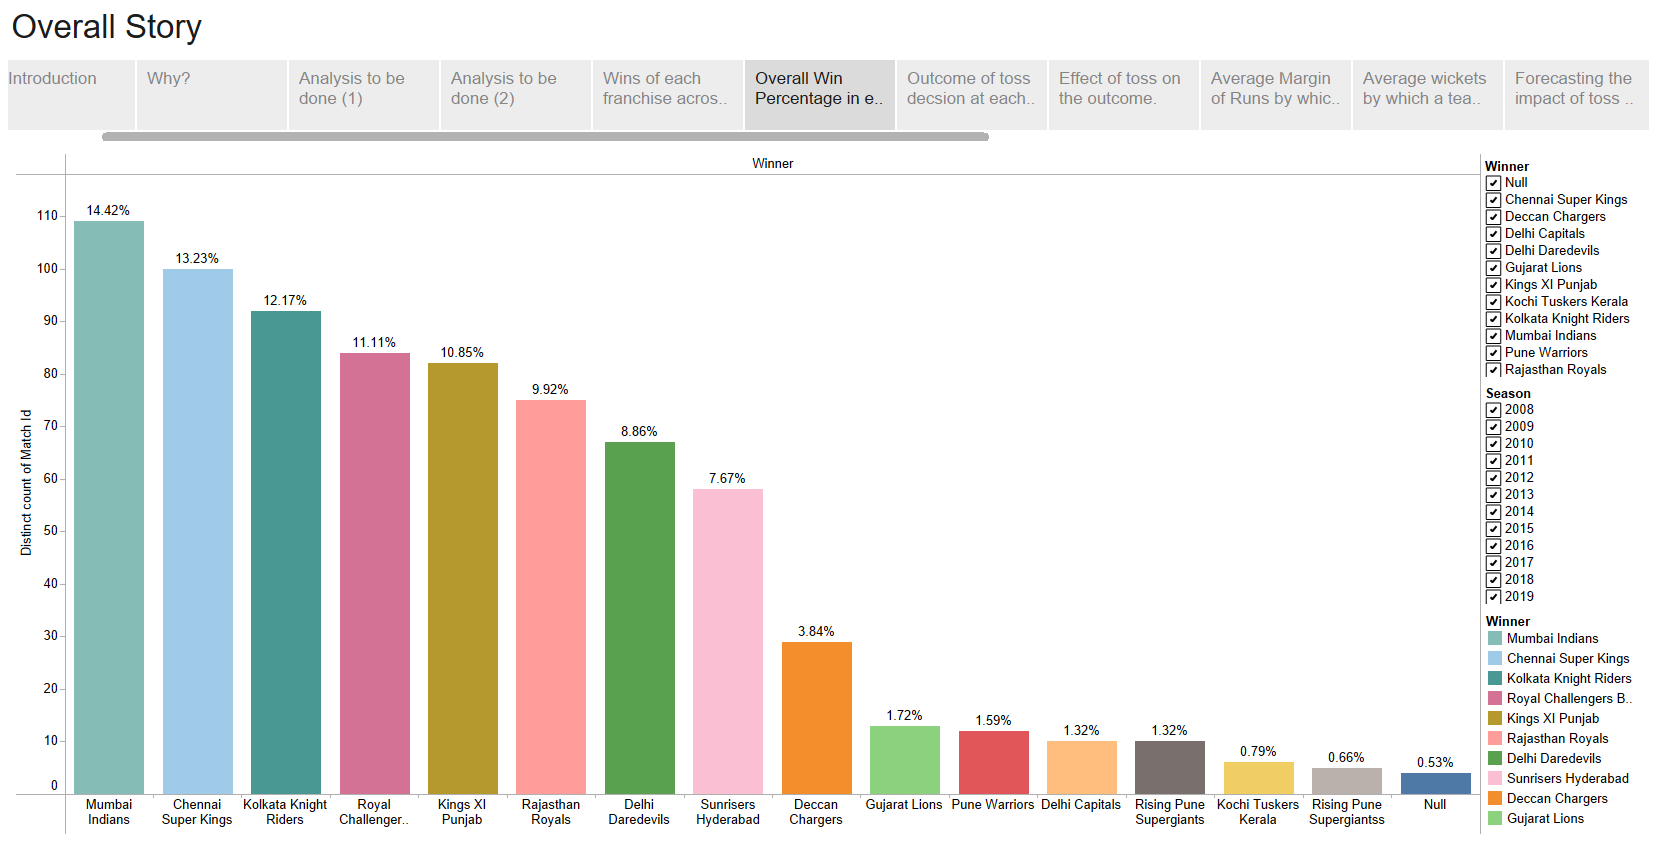 Overall Story
Introduction
Why?
Analysis to be
done (1)
Analysis to be
done (2)
Wins of each
franchise acros..
Overall Win
Percentage in e..
Outcome of toss
decsion at each..
Effect of toss on
the outcome.
Average Margin
of Runs by whic..
Average wickets
by which a tea..
Forecasting the
impact of toss ..
Winner
Distinct count of Match Id
110
100
90
80
70
60
50
40
30
20
10
0
14.42%
13.23%
12.17%
11.11%
10.85%
9.92%
8.86%
7.67%
3.84%
1.72%
1.59%
1.32%
1.32%
0.79%
0.66%
0.53%
Mumbai
Indians
Chennai
Super Kings
Kolkata Knight
Riders
Royal
Challenger..
Kings XI
Punjab
Rajasthan
Royals
Delhi
Daredevils
Sunrisers
Hyderabad
Deccan
Chargers
Gujarat Lions
Pune Warriors
Delhi Capitals
Rising Pune
Supergiants
Kochi Tuskers
Kerala
Rising Pune
Supergiantss
Null
Winner
Null
Chennai Super Kings
Deccan Chargers
Delhi Capitals
Delhi Daredevils
Gujarat Lions
Kings XI Punjab
Kochi Tuskers Kerala
Kolkata Knight Riders
Mumbai Indians
Pune Warriors
Rajasthan Royals
Season
2008
2009
2010
2011
2012
2013
2014
2015
2016
2017
2018
2019
Winner
Mumbai Indians
Chennai Super Kings
Kolkata Knight Riders
Royal Challengers B..
Kings XI Punjab
Rajasthan Royals
Delhi Daredevils
Sunrisers Hyderabad
Deccan Chargers
Gujarat Lions